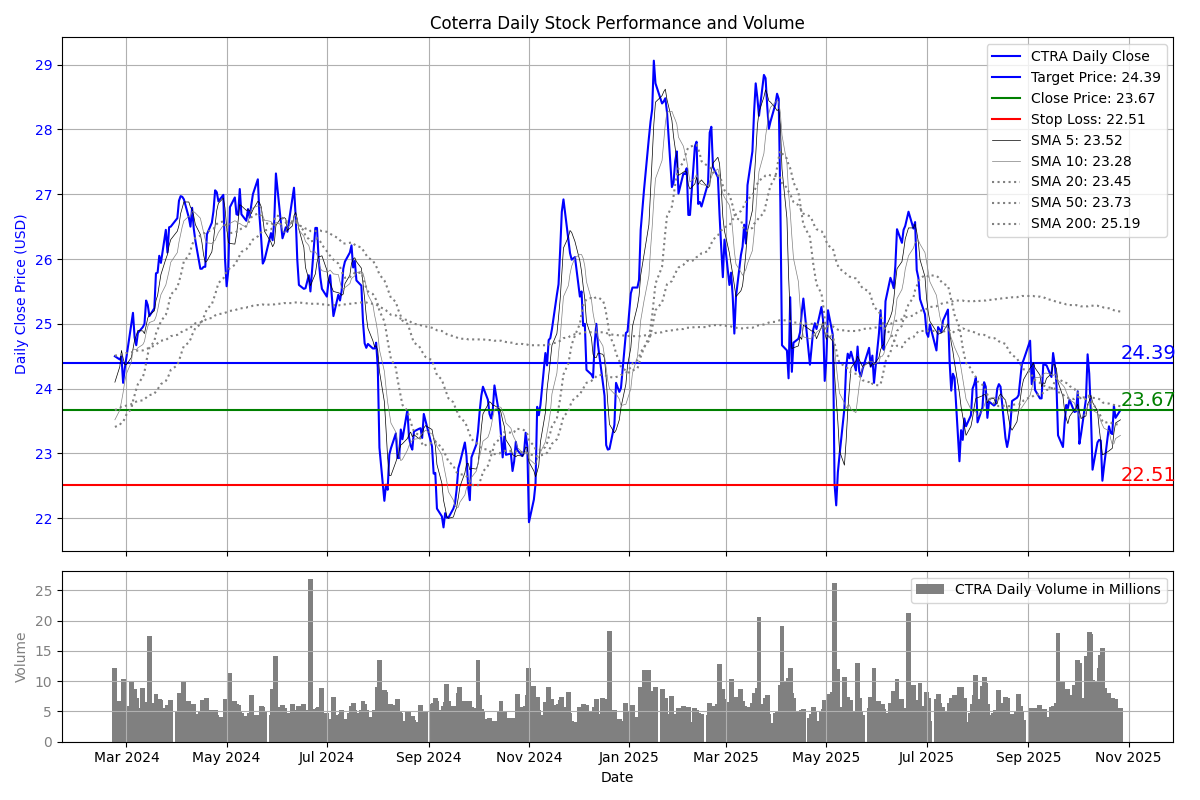 Coterra Daily Stock Performance and Volume
Daily Close Price (USD)
29
28
27
26
25
24
23
22
CTRA Daily Close
Target Price: 24.39
Close Price: 23.67
Stop Loss: 22.51
SMA 5: 23.52
SMA 10: 23.28
SMA 20: 23.45
SMA 50: 23.73
SMA 200: 25.19
24.39
23.67
22.51
Volume
25
20
15
10
5
0
CTRA Daily Volume in Millions
Mar 2024
May 2024
Jul 2024
Sep 2024
Nov 2024
Jan 2025
Mar 2025
May 2025
Jul 2025
Sep 2025
Nov 2025
Date